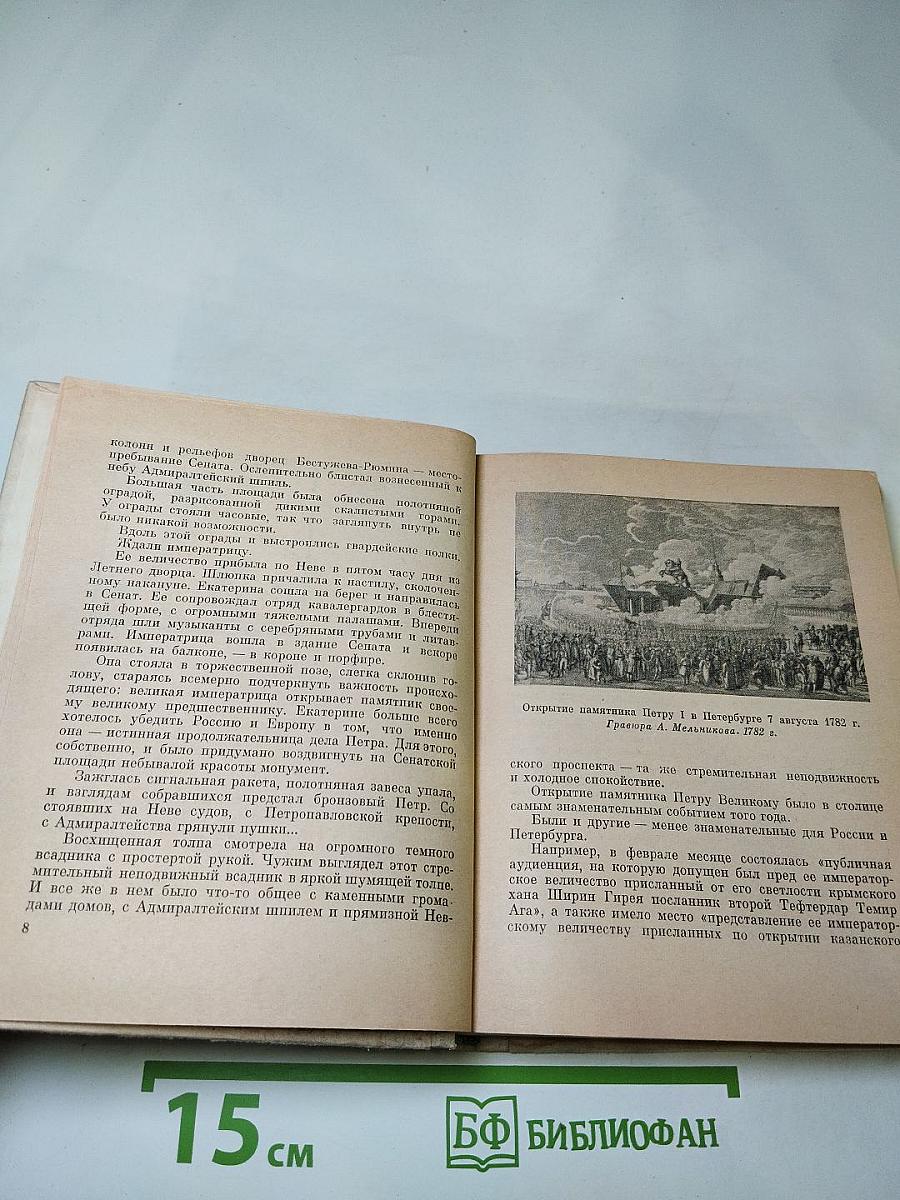 колонн и рельефов дворец Бестужева-Рюмина — место-
пребывание Сената. Ослепительно блистал вознесенный к
небу Адмиралтейский шпиль.
Большая часть площади была обнесена полотняной
оградой, разрисованной дикими скалистыми горами.
У ограды стояли часовые, так что заглянуть внутрь не
было никакой возможности.
Вдоль этой ограды и выстроились гвардейские полки.
Ждали императрицу.
Ее величество прибыла по Неве в пятом часу дня из
Летнего дворца. Шлюпка причалила к настилу, сколочен-
ному накануне. Екатерина сошла на берег и направилась
в Сенат. Ее сопровождал отряд кавалергардов в блестя-
щей форме, с огромными тяжелыми палашами. Впереди
отряда шли музыканты с серебряными трубами и литав-
рами. Императрица вошла в здание Сената и вскоре
появилась на балконе, — в короне и порфире.
Опа стояла в торжественной позе, слегка склонив го-
лову, стараясь всемерно подчеркнуть важность происхо-
дящего: великая императрица открывает памятник свое-
му великому предшественнику. Екатерине больше всего
хотелось убедить Россию и Европу в том, что именно
она — истинная продолжательница дела Петра. Для этого,
собственно, и было придумано воздвигнуть на Сенатской
площади небывалой красоты монумент.
Зажглась сигнальная ракета, полотняная завеса упала,
и взглядам собравшихся предстал бронзовый Петр. Со
стоявших на Неве судов, с Петропавловской крепости,
с Адмиралтейства грянули пушки...
Восхищенная толпа смотрела на огромного темного
всадника с простертой рукой. Чужим выглядел этот стре-
мительный неподвижный всадник в яркой шумящей толпе.
И все же в нем было что-то общее с каменными грома-
дами домов, с Адмиралтейским шпилем и прямизной Нев-
8
Открытие памятника Петру I в Петербурге 7 августа 1782 г.
Гравюра А. Мельникова. 1782 г.
ского проспекта — та же стремительная неподвижность
и холодное спокойствие.
Открытие памятника Петру Великому было в столице
самым знаменательным событием того года.
Были и другие — менее знаменательные для России и
Петербурга.
Например, в феврале месяце состоялась «публичная
аудиенция, на которую допущен был пред ее император-
ское величество присланный от его светлости крымского
хана Ширин Гирея посланник второй Тефтердар Темир
Ага», а также имело место «представление ее император-
скому величеству присланных по открытии казанского
15 см
БФ БИБЛИОФАН